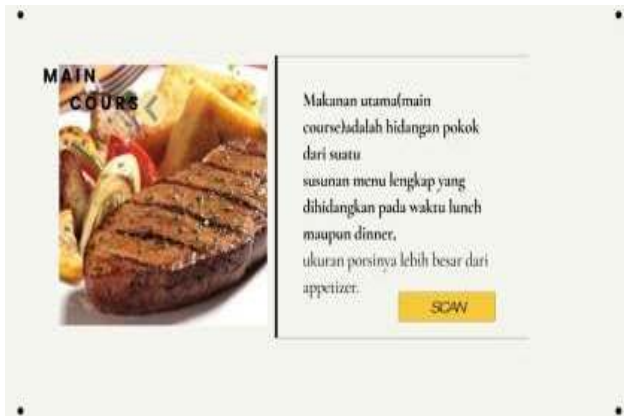 MAIN
COURS
Makanan utama(main
course)adalah hidangan pokok
dari suatu
susunan menu lengkap yang
dihidangkan pada waktu lunch
maupun dinner,
ukuran porsinya lebih besar dari
appetizer.
SCAN